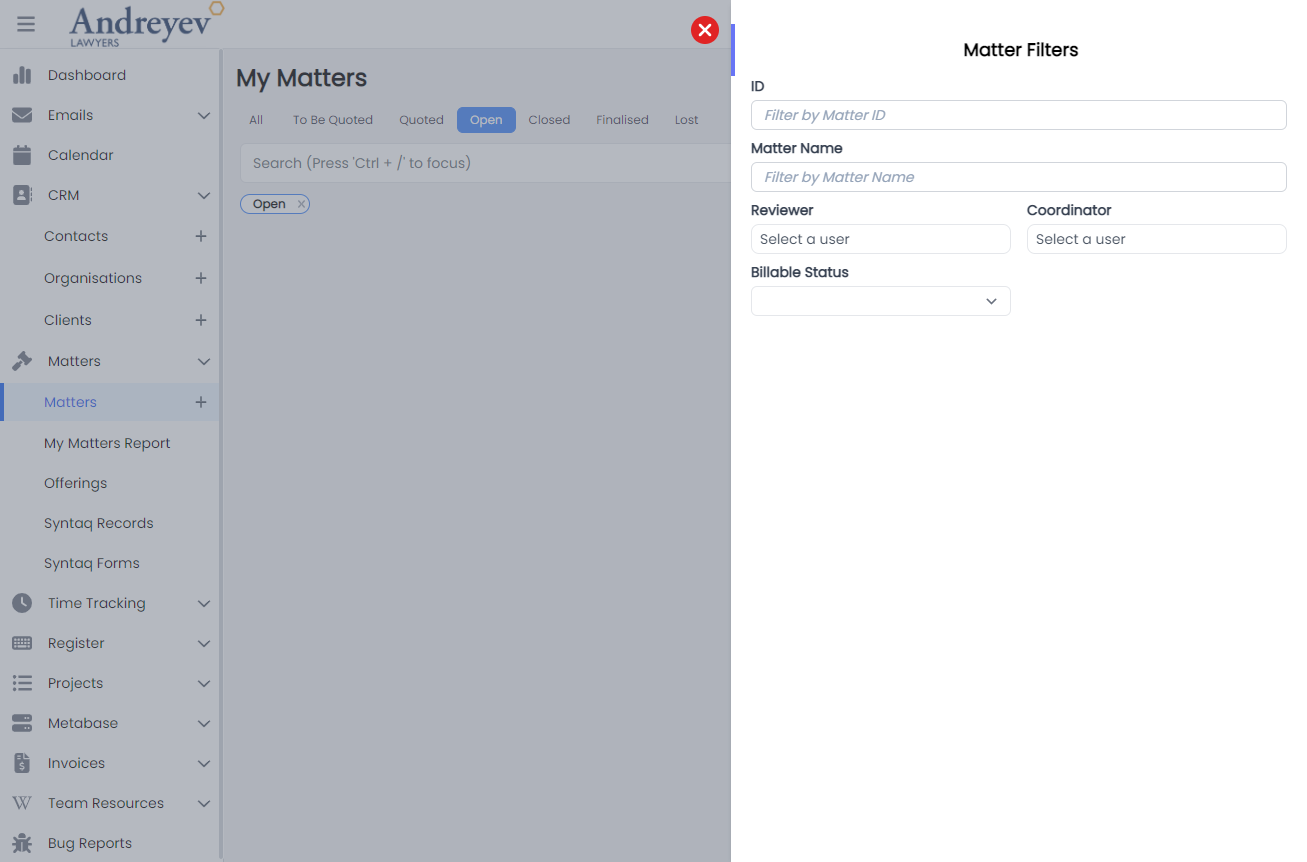 Andreyev
LAWYERS
Dashboard
Emails
Calendar
CRM
Contacts
Organisations
Clients
Matters
Matters
My Matters Report
Offerings
Syntaq Records
Syntaq Forms
Time Tracking
Register
Projects
Metabase
Invoices
Team Resources
Bug Reports
My Matters
All To Be Quoted Quoted Open Closed Finalised Lost
Search (Press 'Ctrl + /' to focus)
Open x
Matter Filters
ID
Filter by Matter ID
Matter Name
Filter by Matter Name
Reviewer Coordinator
Select a user Select a user
Billable Status